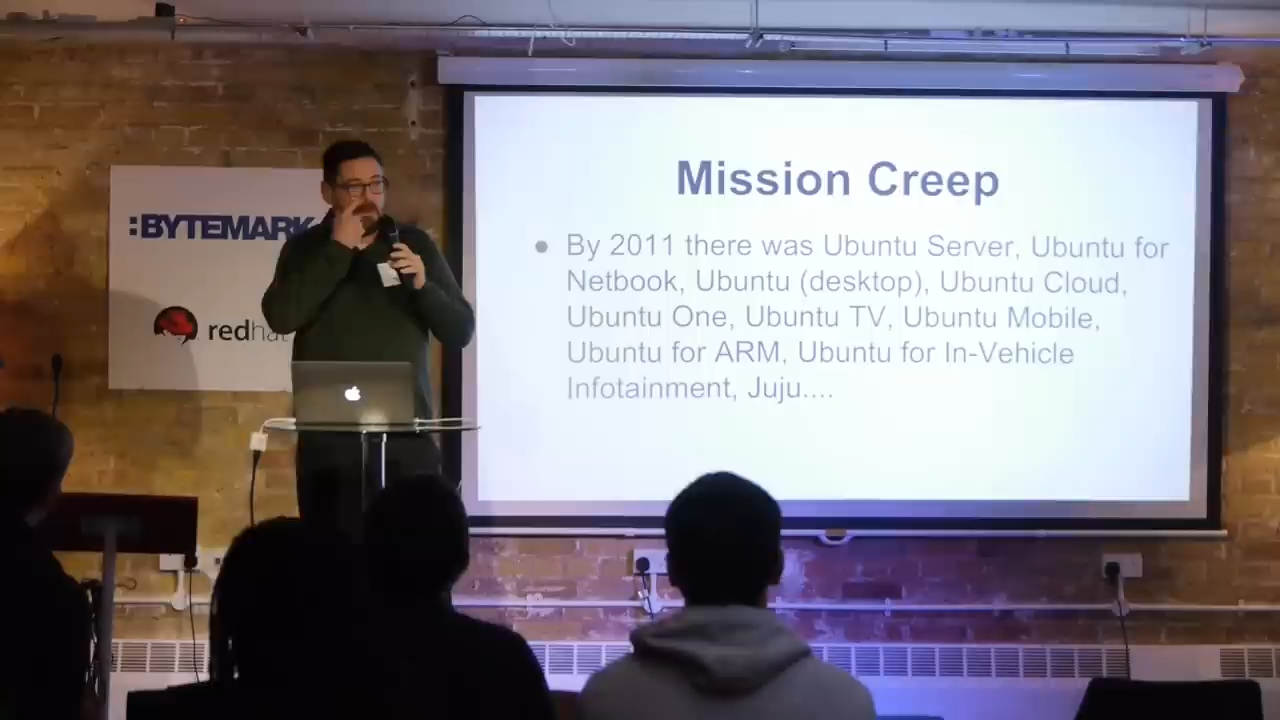 Mission Creep
● By 2011 there was Ubuntu Server, Ubuntu for
Netbook, Ubuntu (desktop), Ubuntu Cloud,
Ubuntu One, Ubuntu TV, Ubuntu Mobile,
Ubuntu for ARM, Ubuntu for In-Vehicle
Infotainment, Juju....
:BYTEMARK
redhat